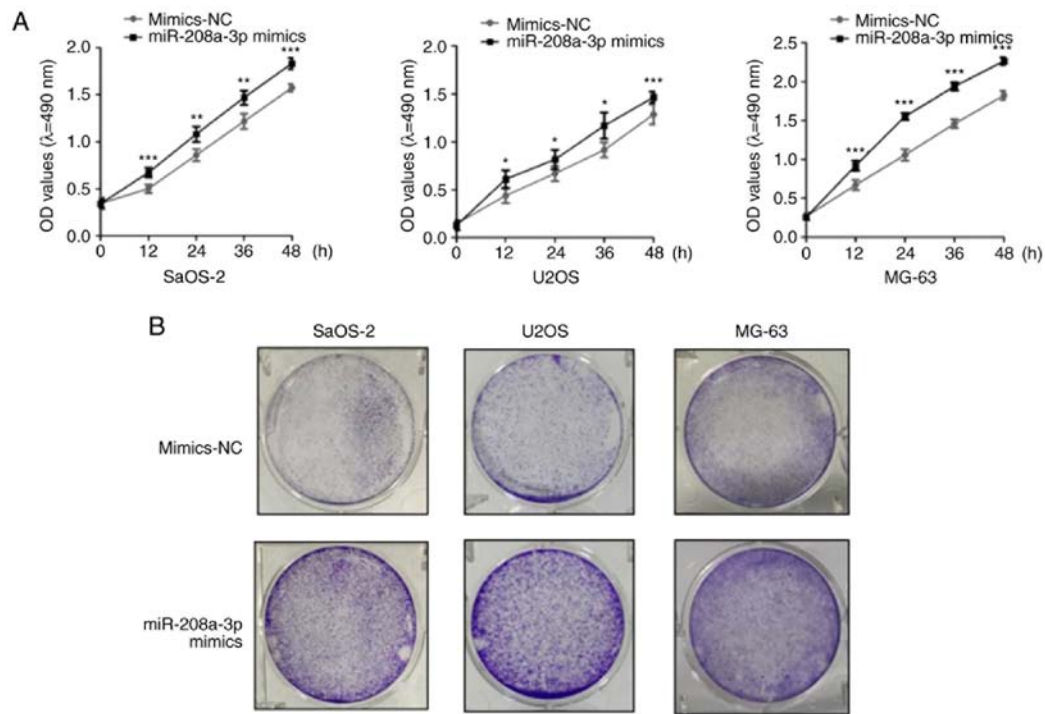 A
Mimics-NC
miR-208a-3p mimics
OD values (λ=490 nm)
2.0
1.5
1.0
0.5
0.0
***
**
**
***
0 12 24 36 48 (h)
SaOS-2
Mimics-NC
miR-208a-3p mimics
OD values (λ=490 nm)
2.0
1.5
1.0
0.5
0.0
*
*
*
***
0 12 24 36 48 (h)
U2OS
Mimics-NC
miR-208a-3p mimics
OD values (λ=490 nm)
2.5
2.0
1.5
1.0
0.5
0.0
***
***
***
***
0 12 24 36 48 (h)
MG-63
B
SaOS-2 U2OS MG-63
Mimics-NC
miR-208a-3p
mimics